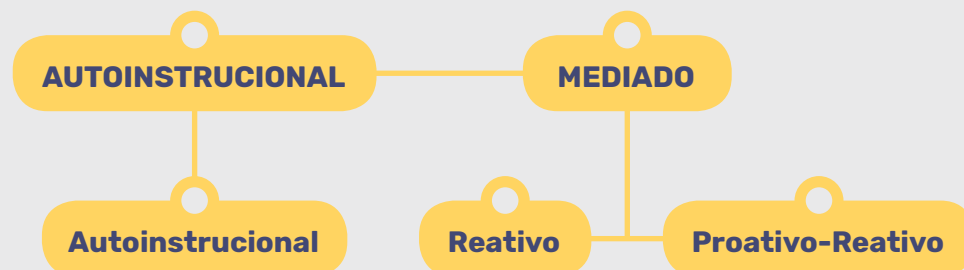 AUTOINSTRUCIONAL
MEDIADO
Autoinstrucional
Reativo
Proativo-Reativo